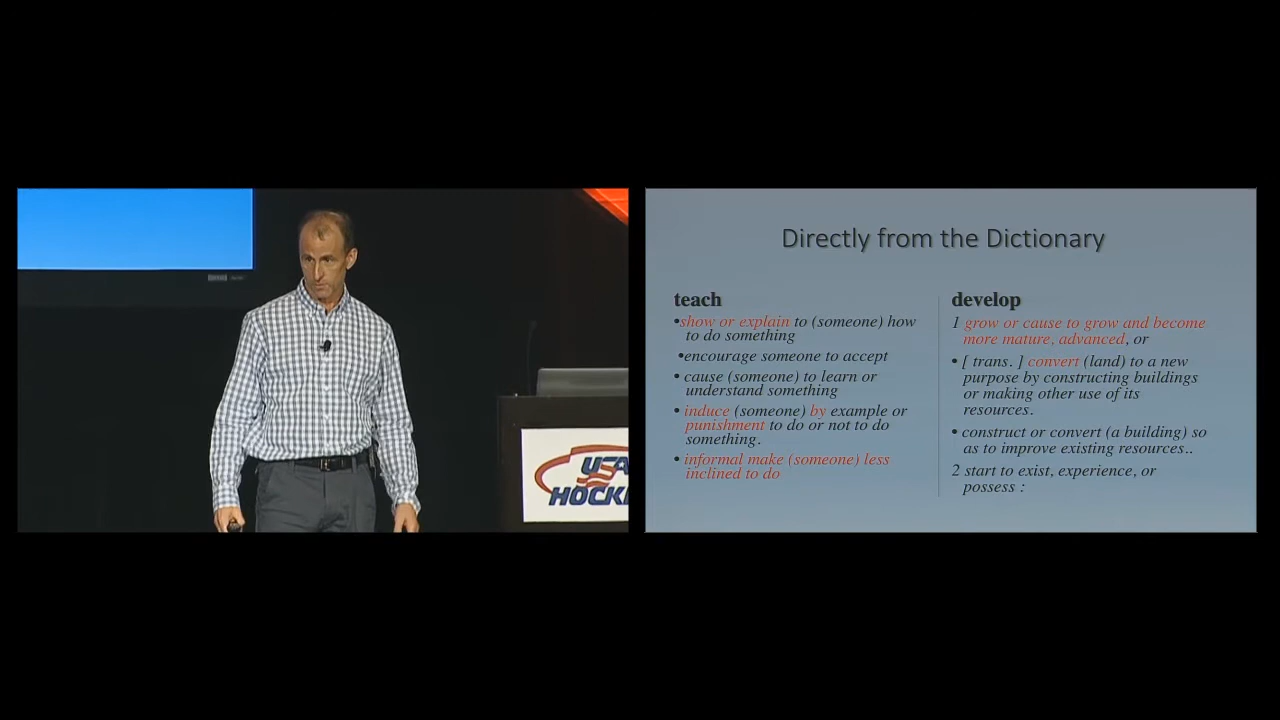 USA
HOCK
Directly from the Dictionary
teach
•show or explain to (someone) how
to do something
•encourage someone to accept
• cause (someone) to learn or
understand something
• induce (someone) by example or
punishment to do or not to do
something.
• informal make (someone) less
inclined to do
develop
1 grow or cause to grow and become
more mature, advanced, or
• [ trans. ] convert (land) to a new
purpose by constructing buildings
or making other use of its
resources.
• construct or convert (a building) so
as to improve existing resources..
2 start to exist, experience, or
possess :